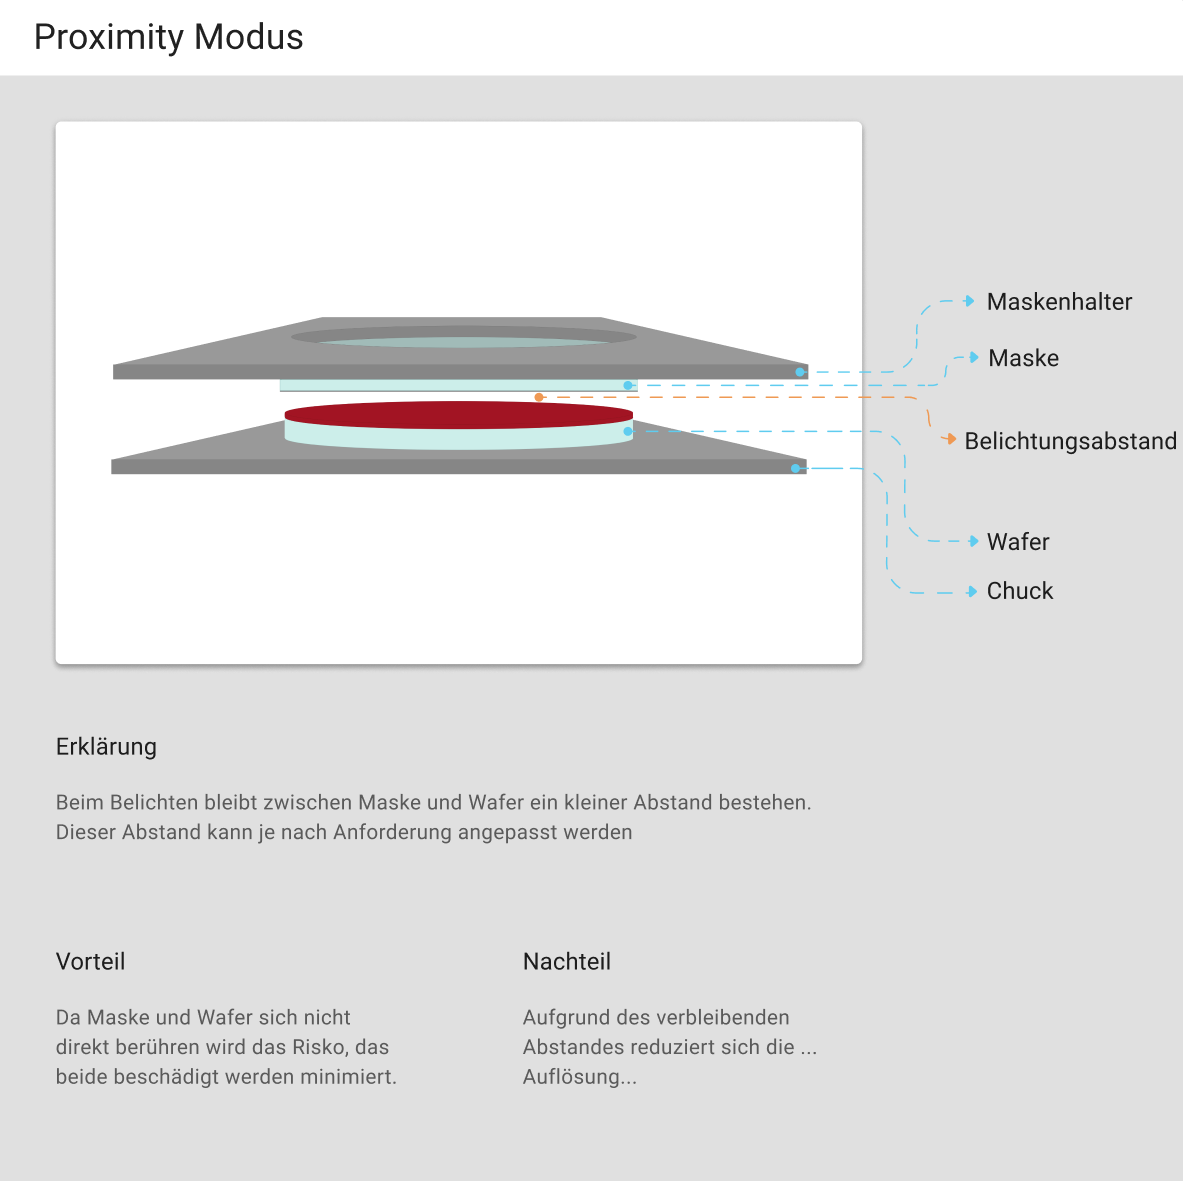 Proximity Modus
Maskenhalter
Maske
Belichtungsabstand
Wafer
Chuck
Erklärung
Beim Belichten bleibt zwischen Maske und Wafer ein kleiner Abstand bestehen.
Dieser Abstand kann je nach Anforderung angepasst werden
Vorteil
Da Maske und Wafer sich nicht
direkt berühren wird das Risko, das
beide beschädigt werden minimiert.
Nachteil
Aufgrund des verbleibenden
Abstandes reduziert sich die ...
Auflösung...